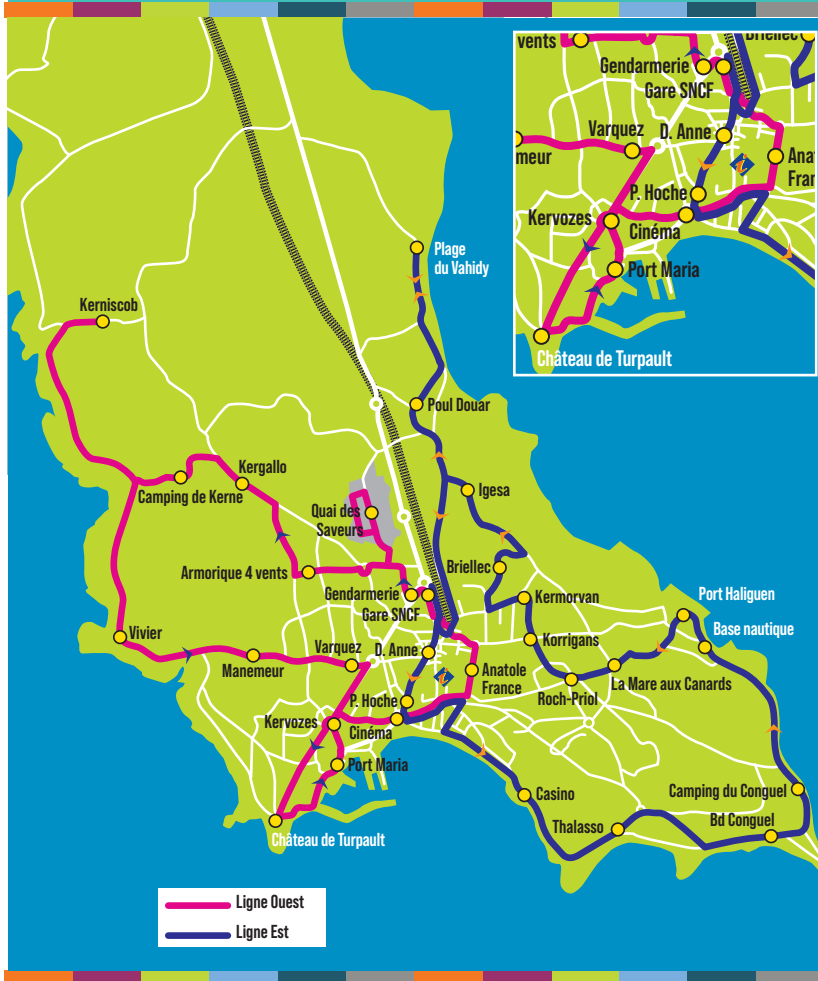 vents
Briellec
Gendarmerie
Gare SNCF
Varquez
D. Anne
meur
Anat
Fran
P. Hoche
Kervozes
Cinéma
Port Maria
Château de Turpault
Plage
du Vahidy
Kerniscob
Poul Douar
Kergallo
Camping de Kerne
Igesa
Quai des
Saveurs
Armorique 4 vents
Briellec
Gendarmerie
Gare SNCF
Kermorvan
Port Haliguen
Base nautique
Vivier
Korrigans
Varquez
D. Anne
Manemeur
Anatole
France
La Mare aux Canards
Roch-Priol
P. Hoche
Kervozes
Cinéma
Port Maria
Casino
Camping du Conguel
Thalasso
Bd Conguel
Château de Turpault
Ligne Ouest
Ligne Est